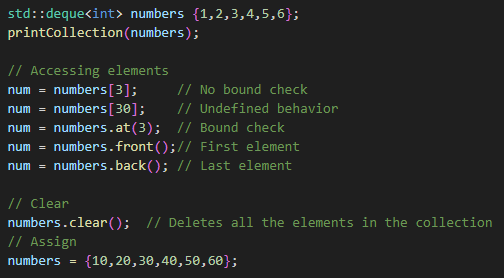 std::deque<int> numbers {1,2,3,4,5,6};
printCollection(numbers);
// Accessing elements
num = numbers[3];     // No bound check
num = numbers[30];    // Undefined behavior
num = numbers.at(3);  // Bound check
num = numbers.front();// First element
num = numbers.back(); // Last element
// Clear
numbers.clear();  // Deletes all the elements in the collection
// Assign
numbers = {10,20,30,40,50,60};